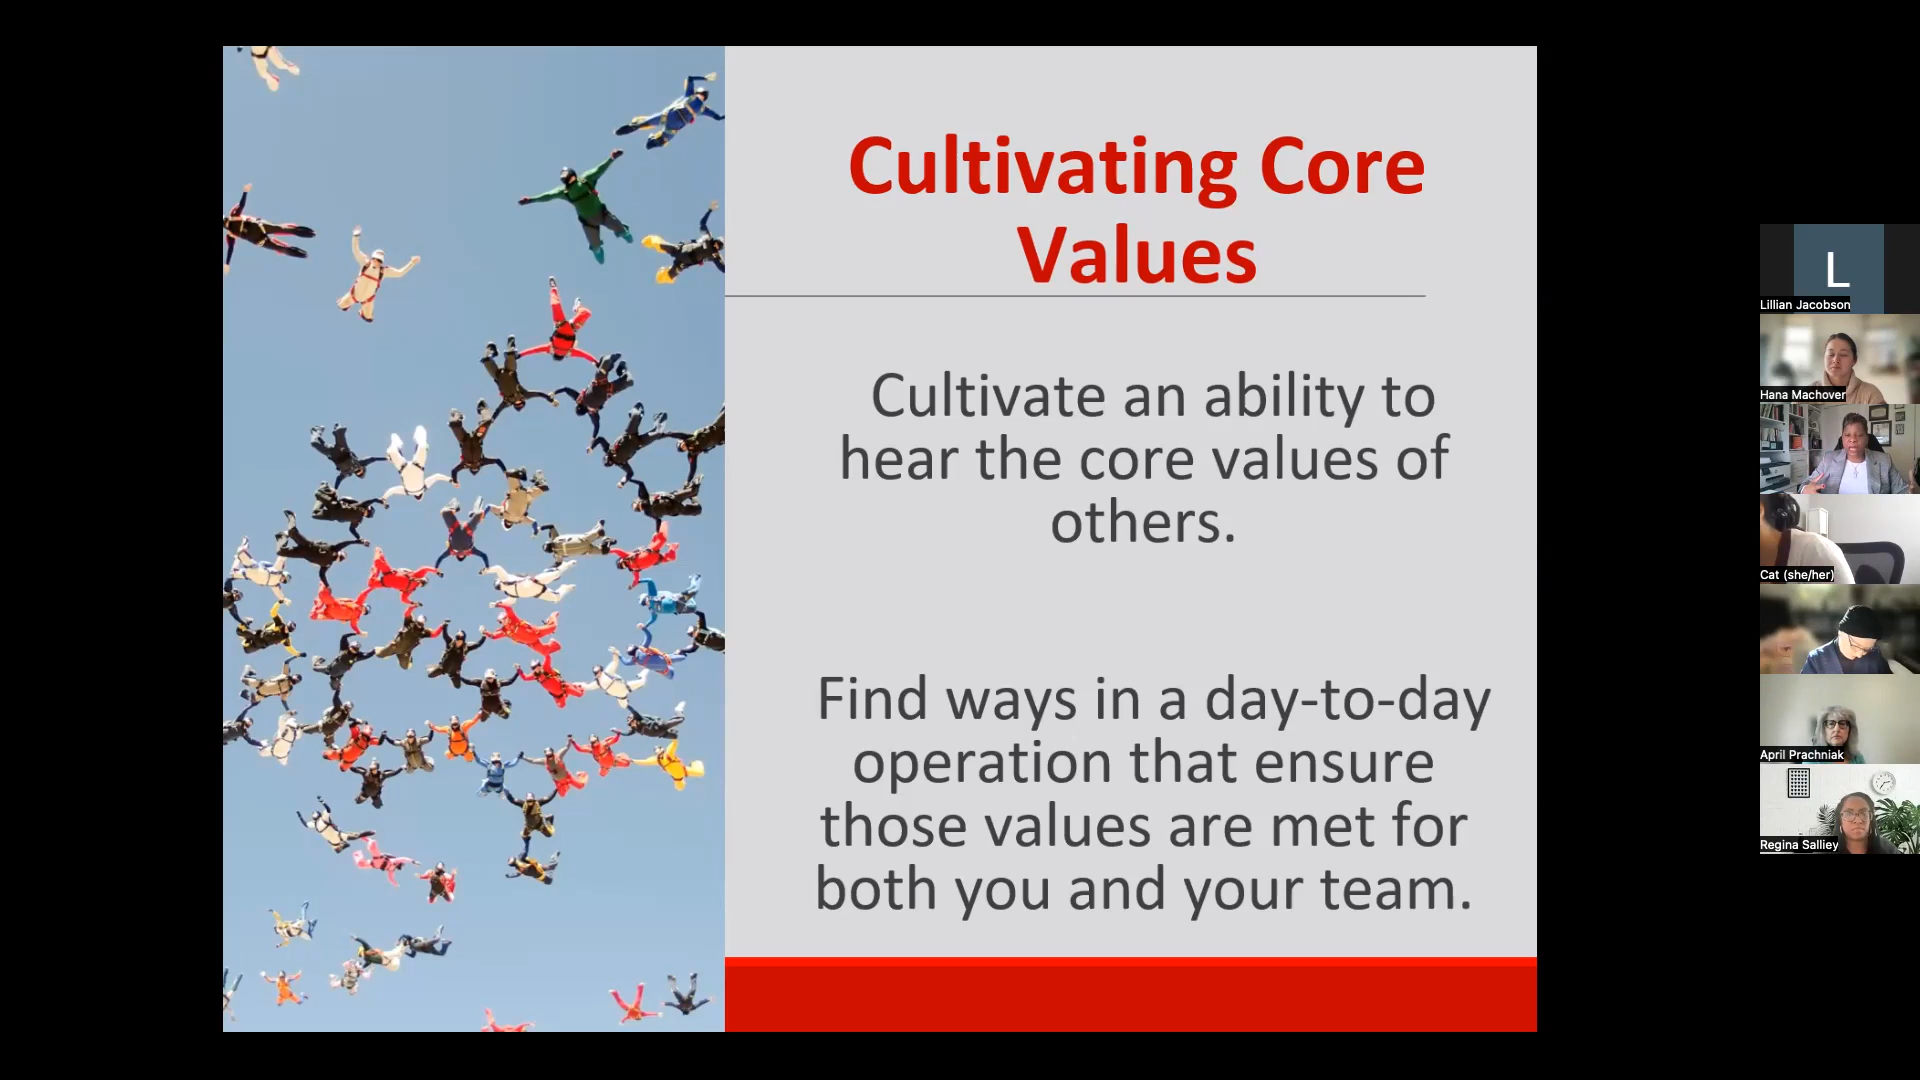 Cultivating Core
Values
Cultivate an ability to
hear the core values of
others.
Find ways in a day-to-day
operation that ensure
those values are met for
both you and your team.
L
Lillian Jacobson
Hana Machover
Cat (she/her)
April Prachniak
Regina Salliey